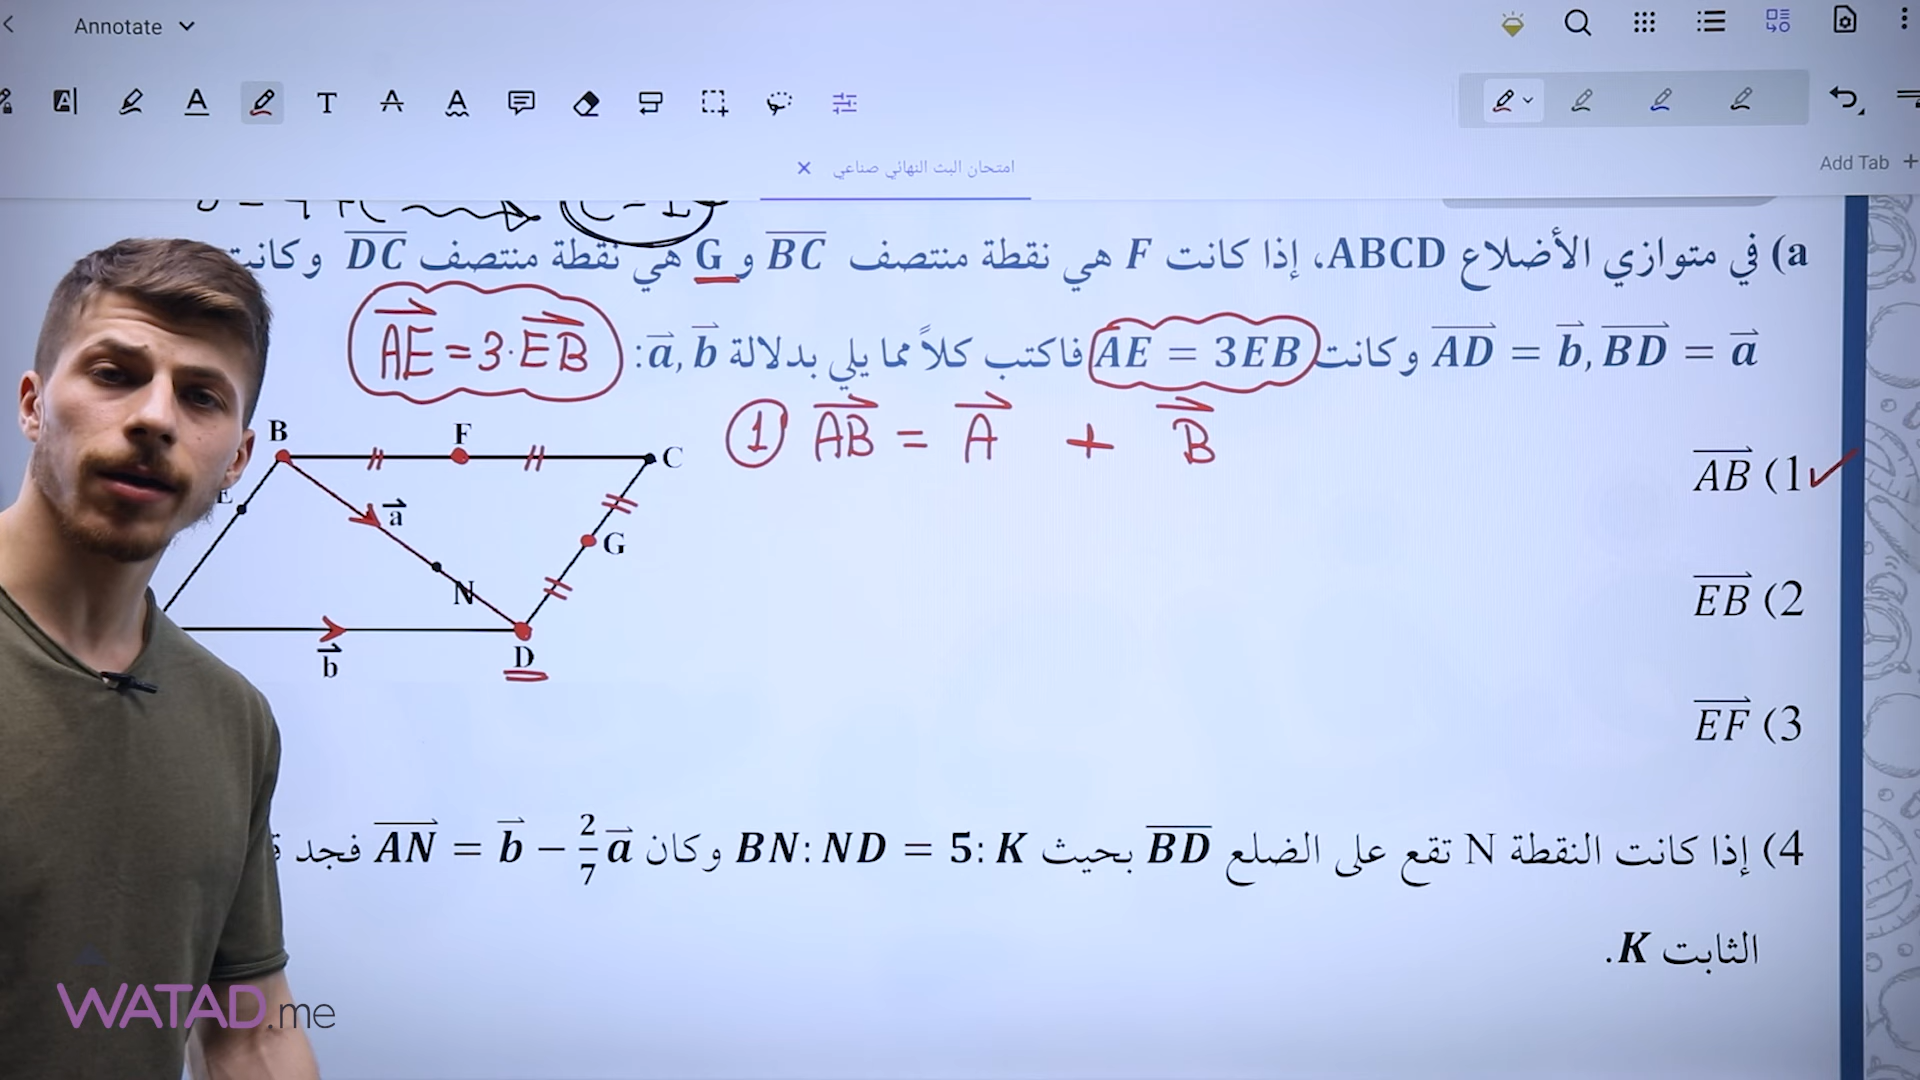 Annotate
امتحان البث النهائي صناعي
Add Tab +
a) في متوازي الأضلاع ABCD، إذا كانت F هي نقطة منتصف BC و G هي نقطة منتصف DC وكانت
AD = b, BD = a وكانت AE = 3EB فاكتب كلاً مما يلي بدلالة a, b:
AE = 3·EB
① AB = A + B
B
F
C
E
a
G
N
b
D
1) AB
2) EB
3) EF
4) إذا كانت النقطة N تقع على الضلع BD بحيث BN: ND = 5: K وكان AN = b − 2/7 a فجد
الثابت K.
WATAD.me